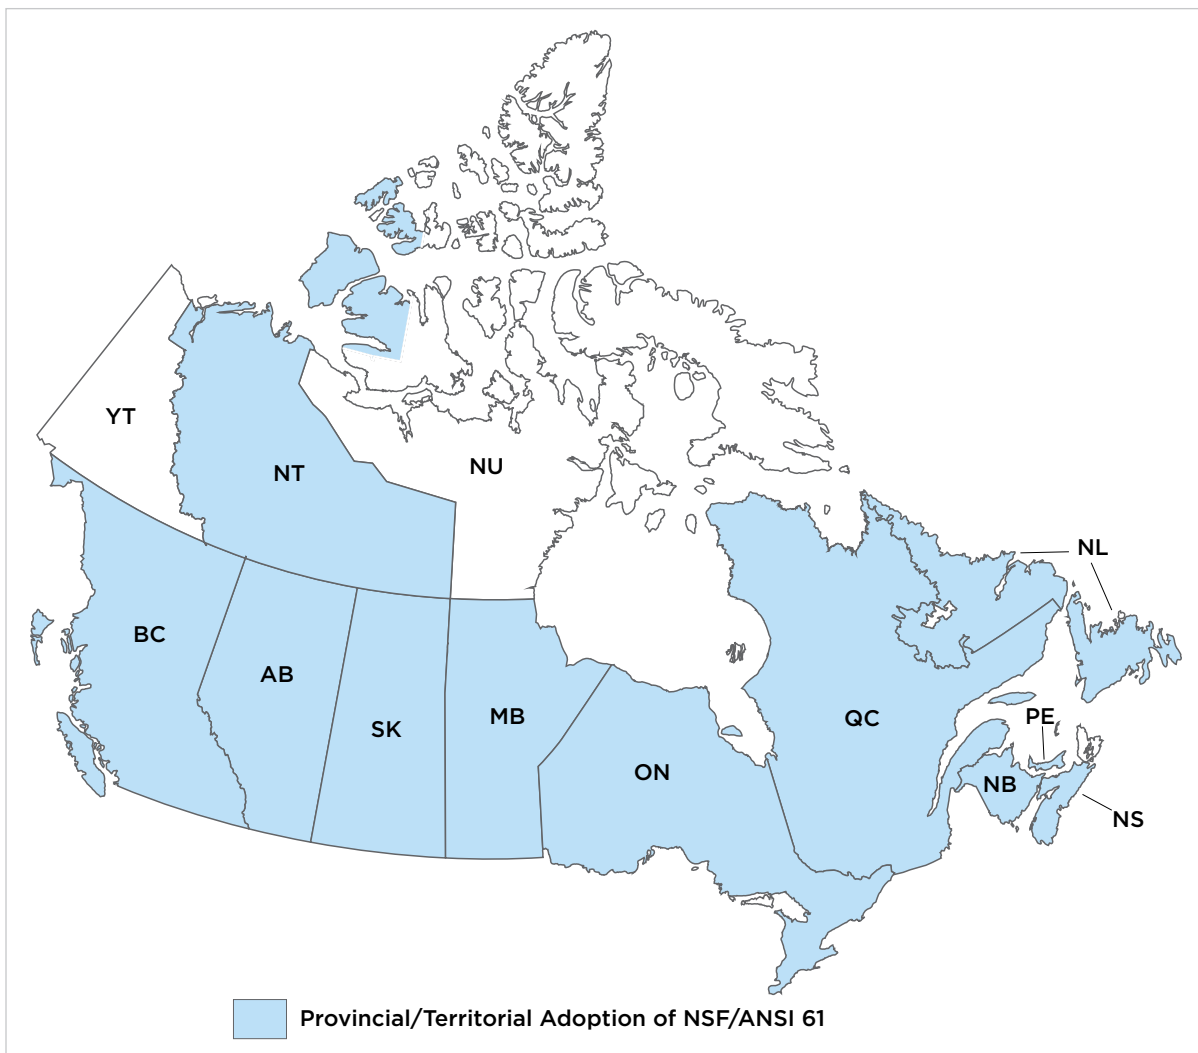 YT
NT
NU
NL
BC
AB
SK
MB
ON
QC
PE
NB
NS
Provincial/Territorial Adoption of NSF/ANSI 61